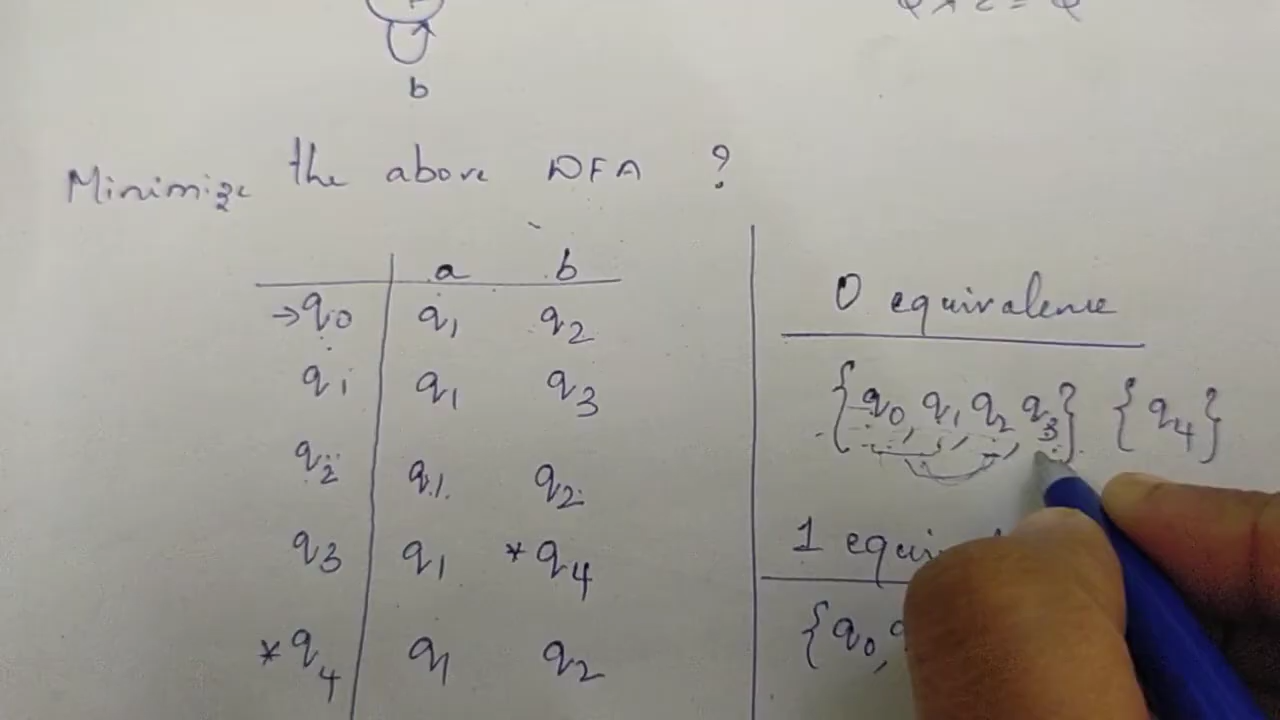 b
Minimize the above DFA ?
a b
→q0 q1 q2
q1 q1 q3
q2 q1 q2
q3 q1 *q4
*q4 q1 q2
0 equivalence
{q0, q1, q2, q3} {q4}
1
{q0,